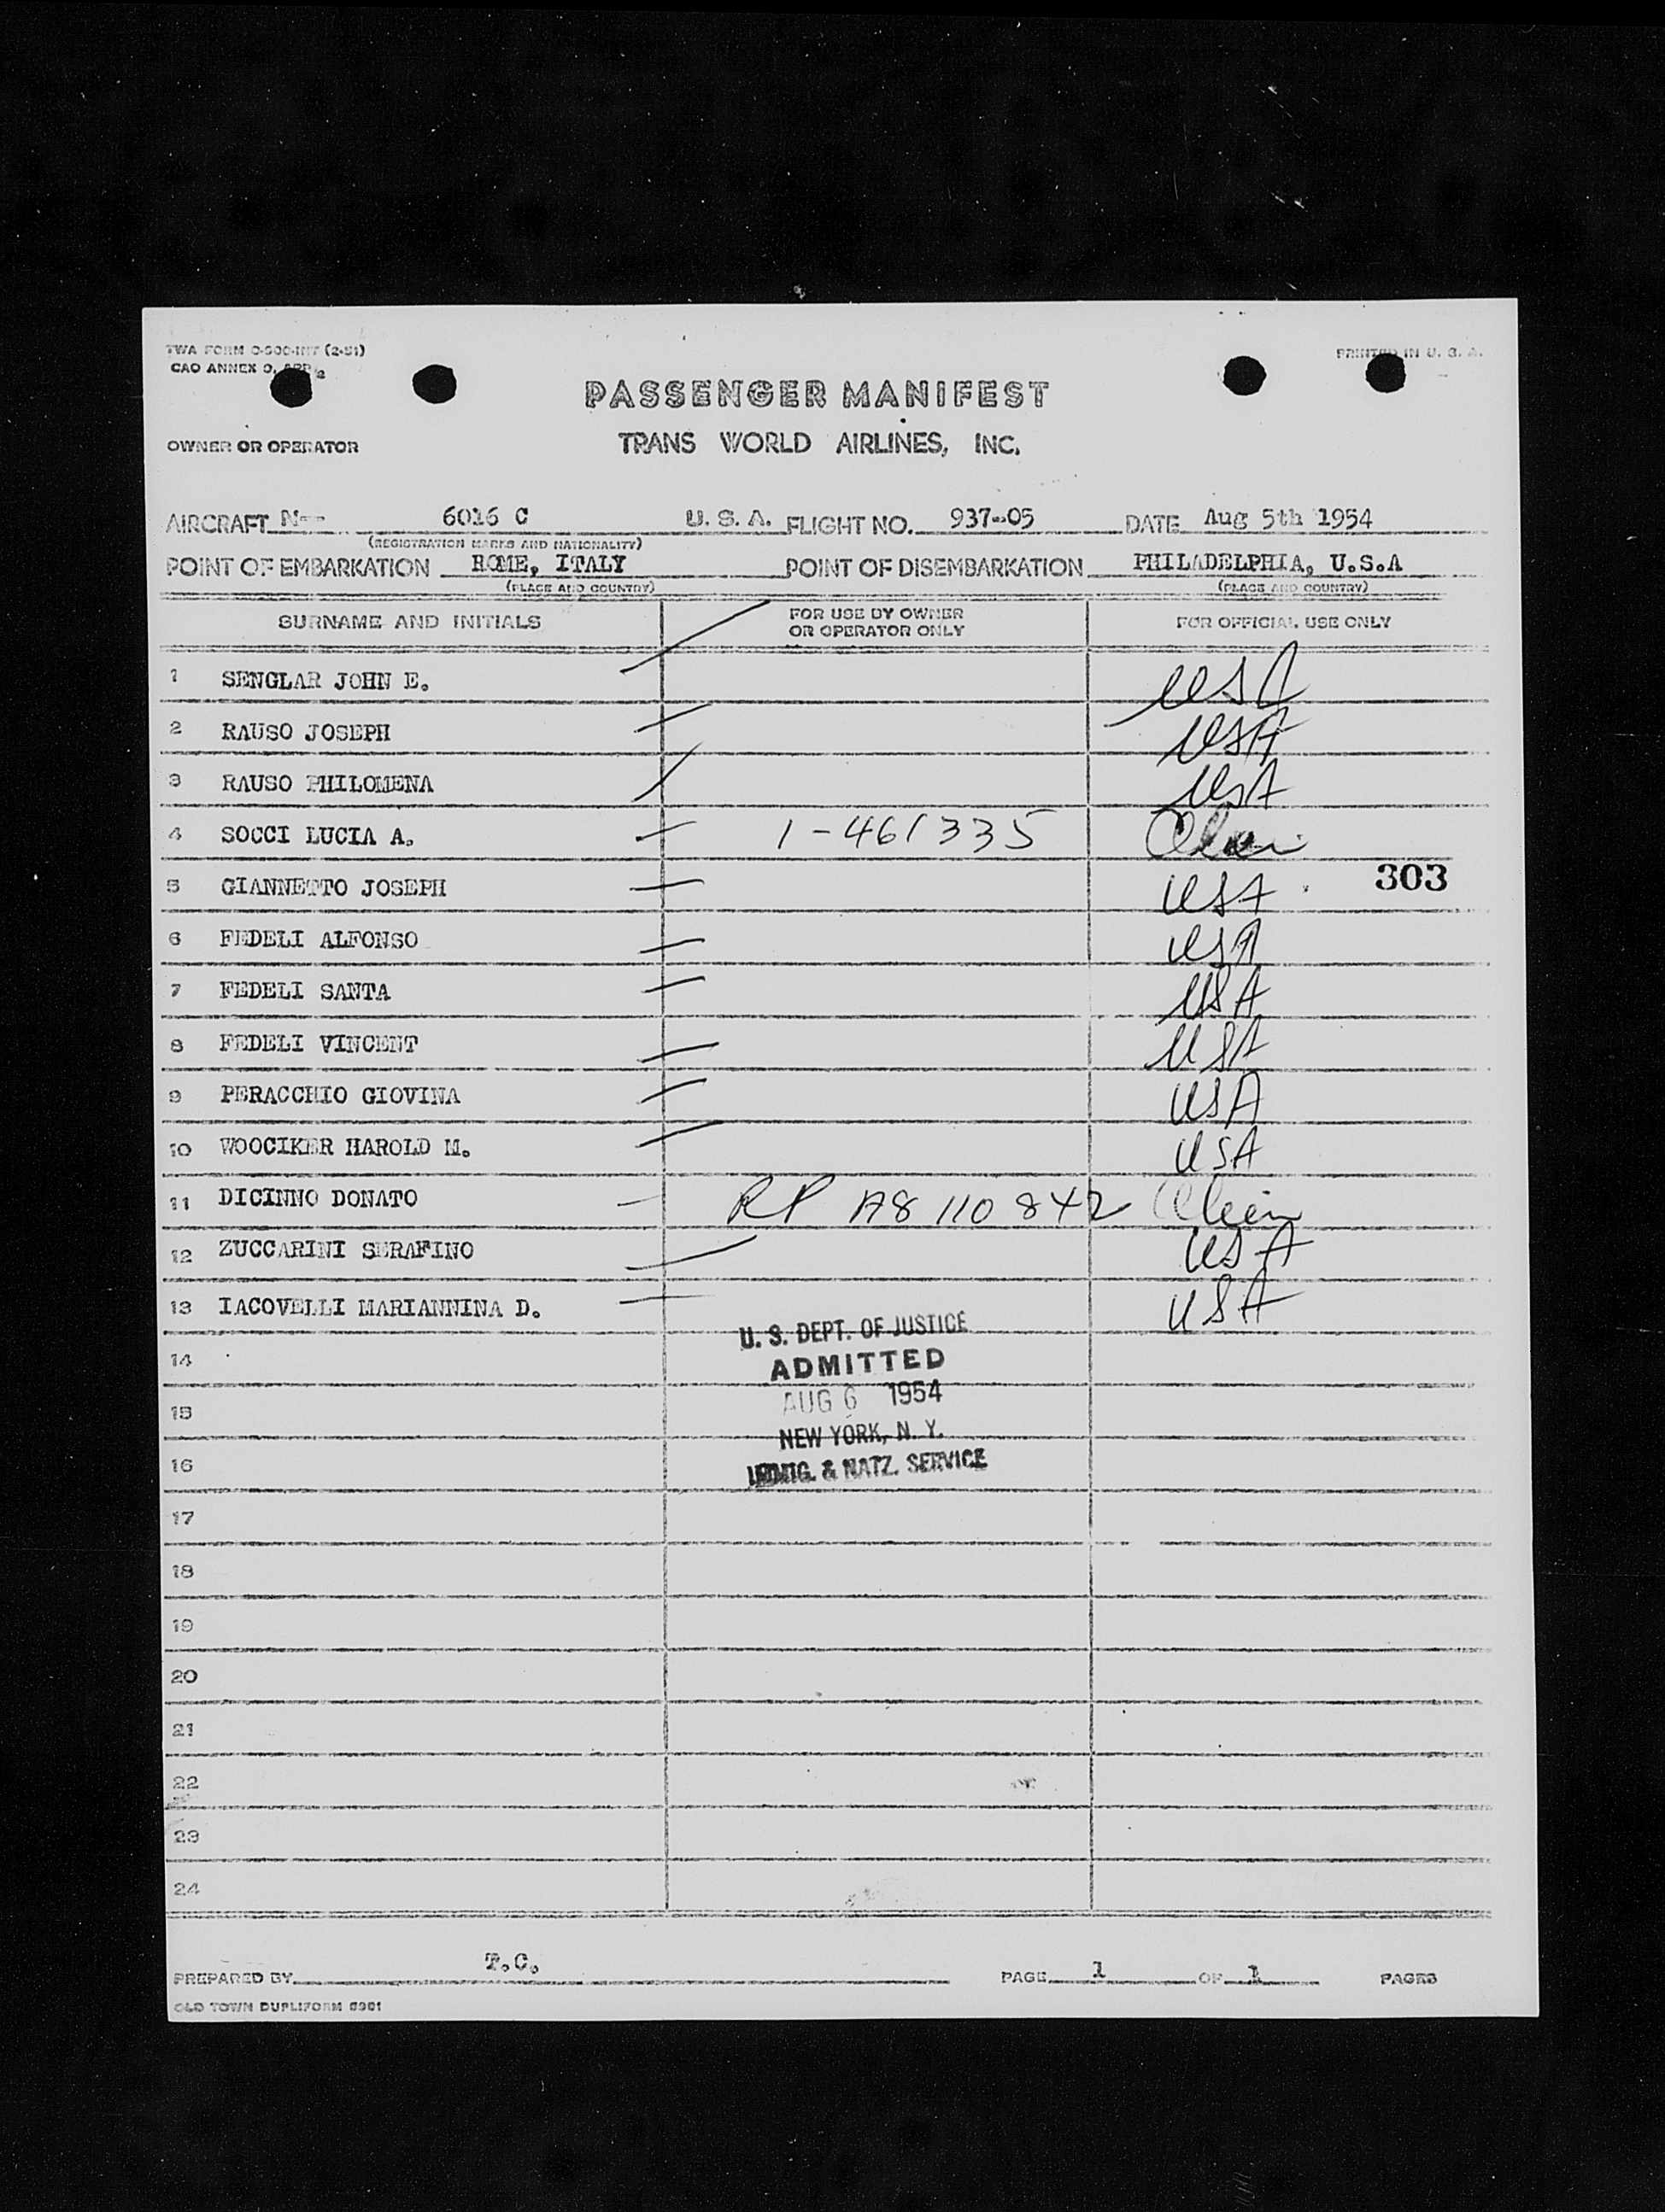 TWA FORM O-500-INT (2-51) PRINTED IN U. S. A.
CAO ANNEX 9, APP 2
PASSENGER MANIFEST
OWNER OR OPERATOR TRANS WORLD AIRLINES, INC.
AIRCRAFT N-- 6016 C U. S. A. FLIGHT NO. 937-05 DATE Aug 5th 1954
(REGISTRATION MARKS AND NATIONALITY)
POINT OF EMBARKATION ROME, ITALY POINT OF DISEMBARKATION PHILADELPHIA, U.S.A
(PLACE AND COUNTRY) (PLACE AND COUNTRY)
SURNAME AND INITIALS FOR USE BY OWNER OR OPERATOR ONLY FOR OFFICIAL USE ONLY
1 SENGLAR JOHN E. USA
2 RAUSO JOSEPH USA
3 RAUSO PHILOMENA USA
4 SOCCI LUCIA A. 1-461335 Alien
303
5 GIANNETTO JOSEPH USA
6 FEDELI ALFONSO USA
7 FEDELI SANTA USA
8 FEDELI VINCENT USA
9 PERACCHIO GIOVINA USA
10 WOOCIKER HAROLD M. USA
11 DICINNO DONATO RP A8 110 842 Alien
12 ZUCCARINI SERAFINO USA
13 IACOVELLI MARIANNINA D. USA
U. S. DEPT. OF JUSTICE
14 ADMITTED
AUG 6 1954
15
NEW YORK, N. Y.
16 IMMIG. & NATZ. SERVICE
17
18
19
20
21
22
23
24
PREPARED BY T.C. PAGE 1 OF 1 PAGES
OLD TOWN DUPLIFORM